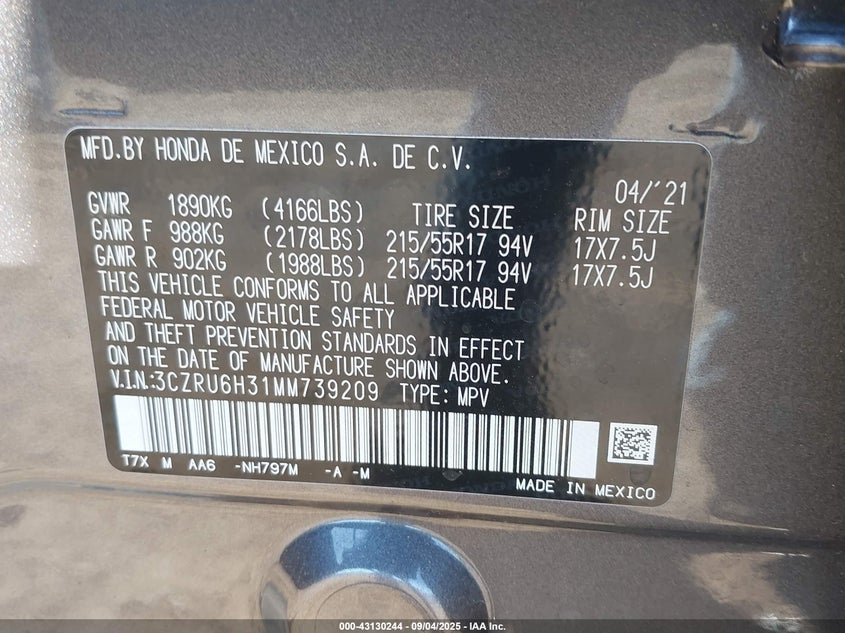 MFD.BY HONDA DE MEXICO S.A. DE C.V.
04/'21
GVWR 1890KG (4166LBS) TIRE SIZE RIM SIZE
GAWR F 988KG (2178LBS) 215/55R17 94V 17X7.5J
GAWR R 902KG (1988LBS) 215/55R17 94V 17X7.5J
THIS VEHICLE CONFORMS TO ALL APPLICABLE
FEDERAL MOTOR VEHICLE SAFETY
AND THEFT PREVENTION STANDARDS IN EFFECT
ON THE DATE OF MANUFACTURE SHOWN ABOVE.
V.I.N.:3CZRU6H31MM739209 TYPE: MPV
T7X M AA6 -NH797M -A -M
MADE IN MEXICO
000-43130244 - 09/04/2025 - IAA Inc.